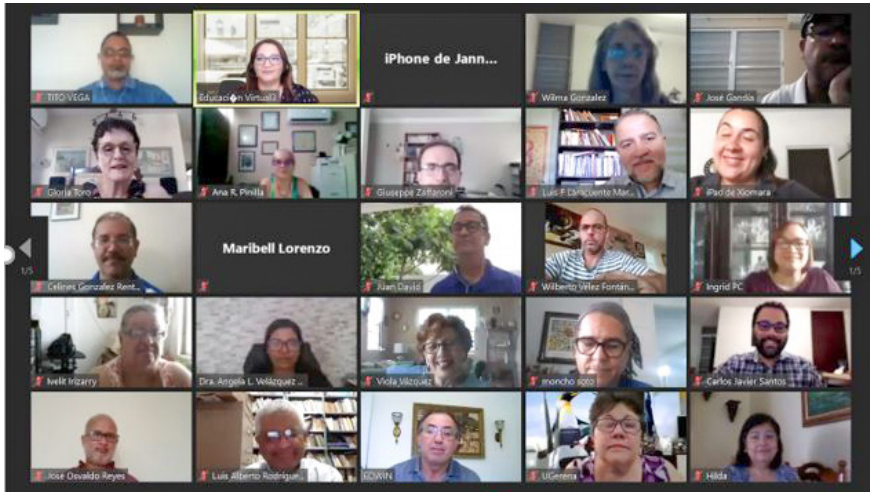 TITO VEGA
Educaci�n Virtual3
iPhone de Jann...
Wilma Gonzalez
José Gandía
Gloria Toro
Ana R. Pinilla
Giuseppe Zaffaroni
Luis F Laracuente Mar...
iPad de Xiomara
Celines Gonzalez Rent...
Maribell Lorenzo
Juan David
Wilberto Vélez Fontán...
Ingrid PC
1/5
1/5
Ivelit Irizarry
Dra. Angela L. Velázquez ...
Viola Vázquez
moncho soto
Carlos Javier Santos
José Osvaldo Reyes
Luis Alberto Rodrígue...
EDWIN
UGerena
Hilda